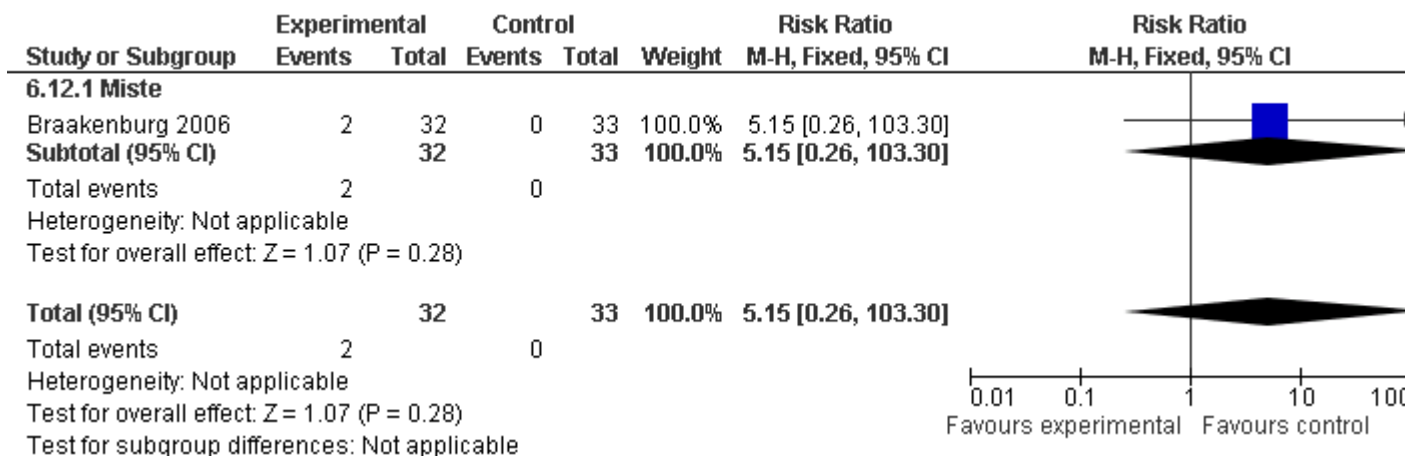 Experimental Control Risk Ratio Risk Ratio
Study or Subgroup Events Total Events Total Weight M-H, Fixed, 95% CI M-H, Fixed, 95% CI
6.12.1 Miste
Braakenburg 2006 2 32 0 33 100.0% 5.15 [0.26, 103.30]
Subtotal (95% CI) 32 33 100.0% 5.15 [0.26, 103.30]
Total events 2 0
Heterogeneity: Not applicable
Test for overall effect: Z = 1.07 (P = 0.28)
Total (95% CI) 32 33 100.0% 5.15 [0.26, 103.30]
Total events 2 0
Heterogeneity: Not applicable
Test for overall effect: Z = 1.07 (P = 0.28)
Test for subgroup differences: Not applicable
0.01 0.1 1 10 100
Favours experimental Favours control